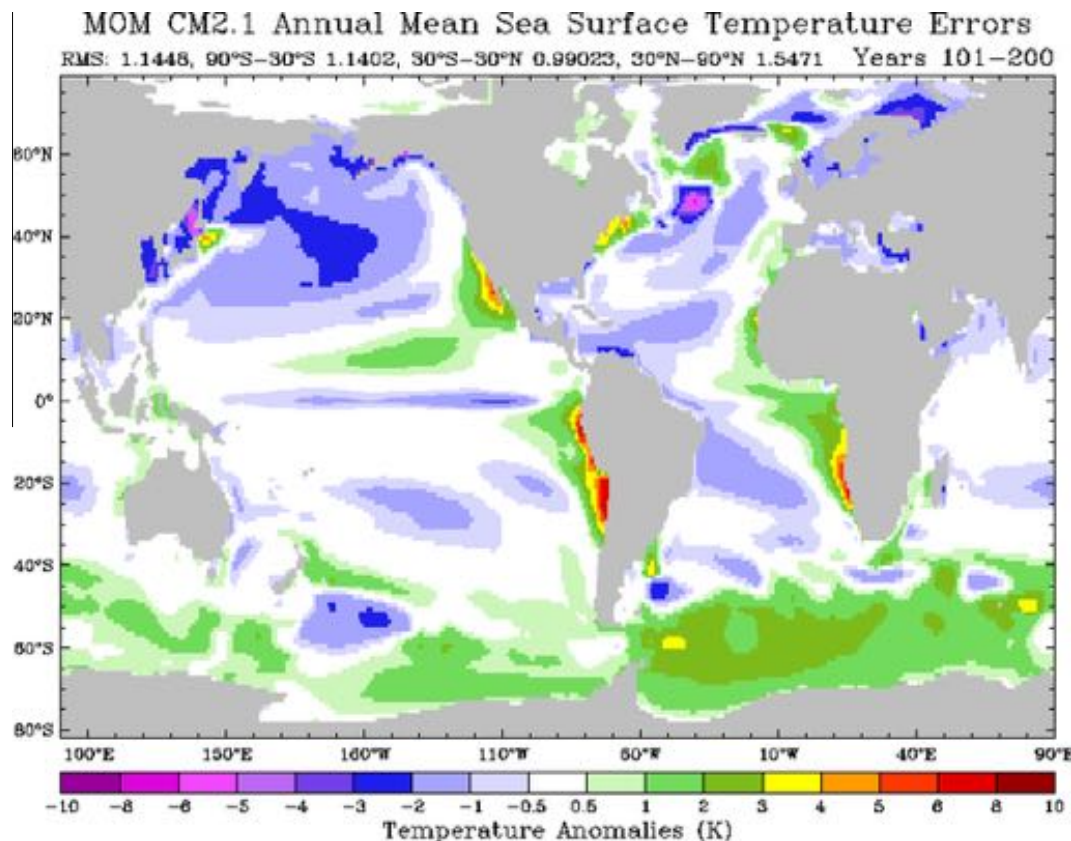 MOM CM2.1 Annual Mean Sea Surface Temperature Errors
RMS: 1.1448, 90°S-30°S 1.1402, 30°S-30°N 0.99023, 30°N-90°N 1.5471 Years 101-200
60°N
40°N
20°N
0°
20°S
40°S
60°S
80°S
100°E 150°E 160°W 110°W 60°W 10°W 40°E 90°E
-10 -8 -6 -5 -4 -3 -2 -1 -0.5 0.5 1 2 3 4 5 6 8 10
Temperature Anomalies (K)